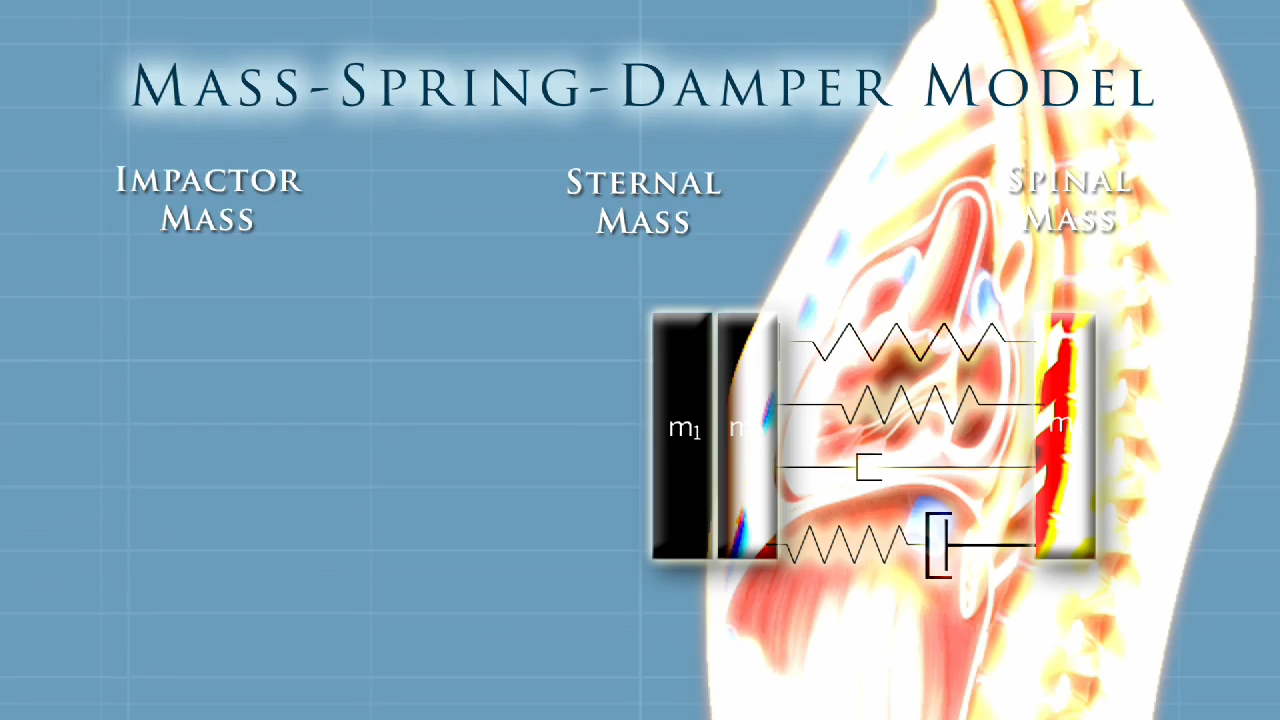 MASS-SPRING-DAMPER MODEL
IMPACTOR
MASS
STERNAL
MASS
SPINAL
MASS
m₁
m
m